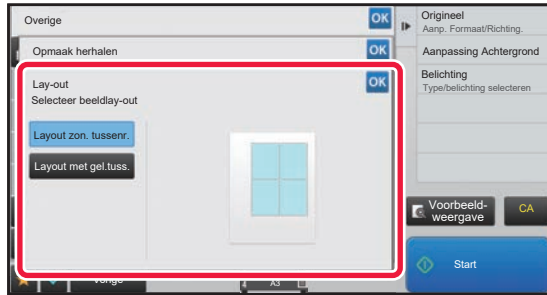 Overige
OK
Opmaak herhalen
OK
Lay-out
OK
Selecteer beeldlay-out
Layout zon. tussenr.
Layout met gel.tuss.
Origineel
Aanp. Formaat/Richting.
Aanpassing Achtergrond
Belichting
Type/belichting selecteren
Voorbeeld-
weergave
CA
Start
Vorige
A3